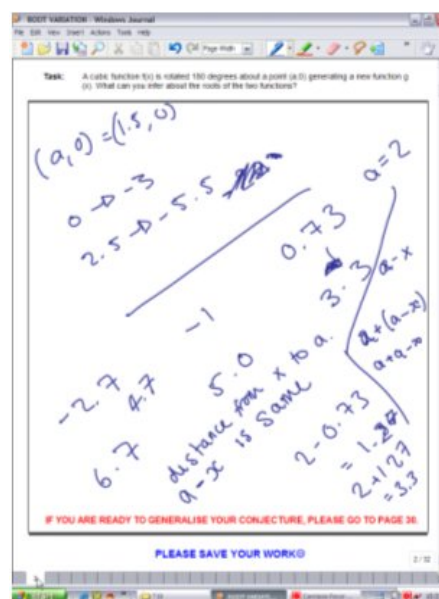 ROOT VARIATION - Windows Journal
File Edit View Insert Actions Tools Help
Page Width
Task: A cubic function f(x) is rotated 180 degrees about a point (a,0) generating a new function g
(x). What can you infer about the roots of the two functions?
(a,0)=(1.5,0)
0 → -3
2.5 → -5.5
a=2
0.73
3.3
a-x
a+(a-x)
a+a-x
-1
-2.7
4.7
6.7
5.0
distance from x to a.
a-x is same
2-0.73
=1.27
2+1.27
=3.3
IF YOU ARE READY TO GENERALISE YOUR CONJECTURE, PLEASE GO TO PAGE 30.
PLEASE SAVE YOUR WORK☺
2/32